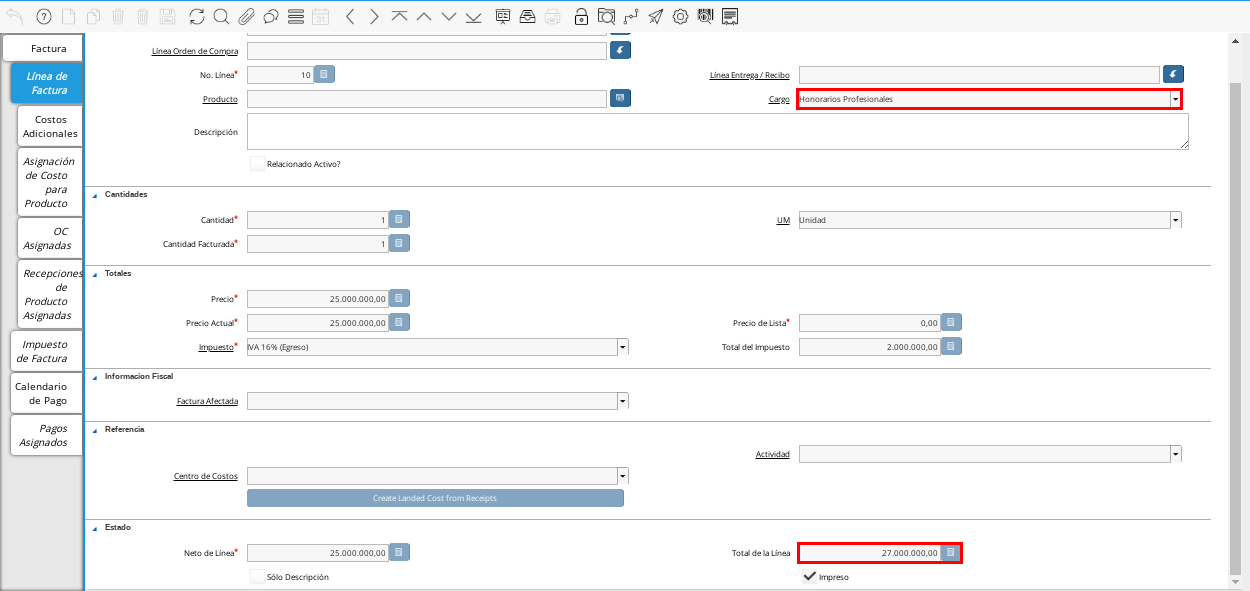 31
Factura
Línea de
Factura
Costos
Adicionales
Asignación
de Costo
para
Producto
OC
Asignadas
Recepciones
de
Producto
Asignadas
Impuesto
de Factura
Calendario
de Pago
Pagos
Asignados
Línea Orden de Compra
No. Línea* 10 Línea Entrega / Recibo
Producto Cargo Honorarios Profesionales
Descripción
Relacionado Activo?
Cantidades
Cantidad* 1 UM Unidad
Cantidad Facturada* 1
Totales
Precio* 25.000.000,00
Precio Actual* 25.000.000,00 Precio de Lista* 0,00
Impuesto* IVA 16% (Egreso) Total del Impuesto 2.000.000,00
Informacion Fiscal
Factura Afectada
Referencia
Actividad
Centro de Costos
Create Landed Cost from Receipts
Estado
Neto de Línea* 25.000.000,00 Total de la Línea 27.000.000,00
Sólo Descripción Impreso